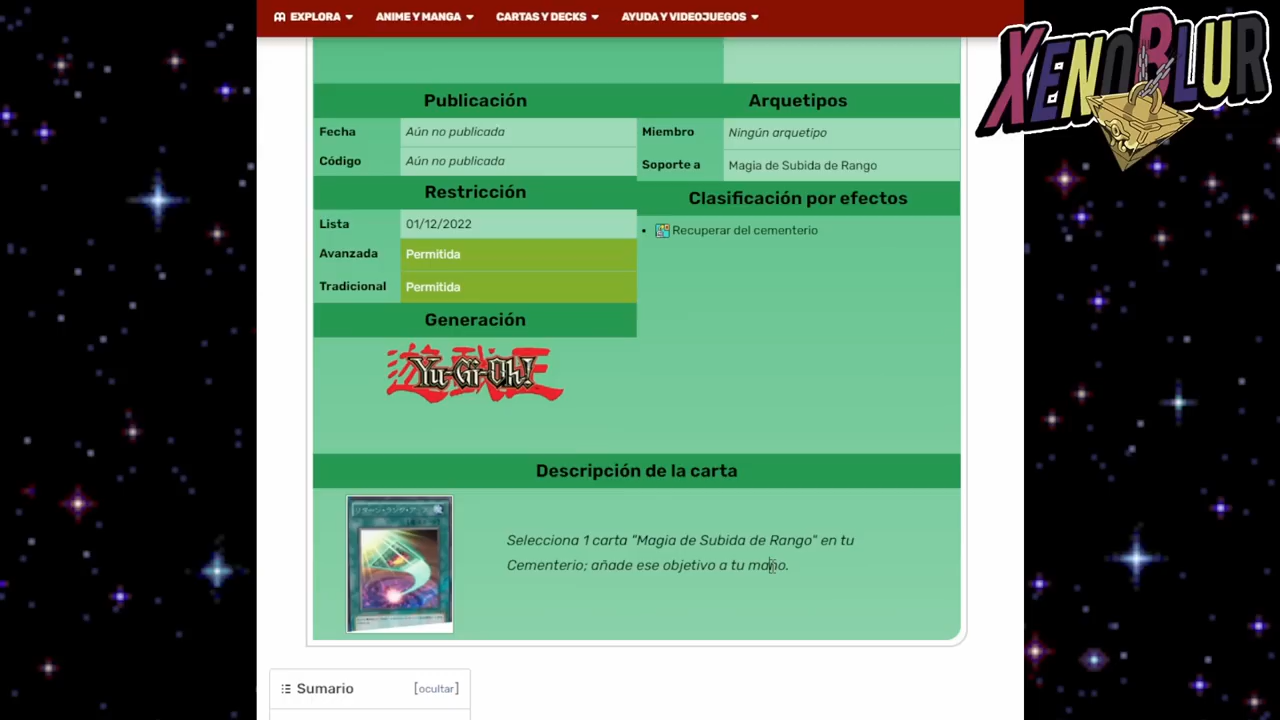 EXPLORA
ANIME Y MANGA
CARTAS Y DECKS
AYUDA Y VIDEOJUEGOS
XENOBLUR
Publicación
Fecha Aún no publicada
Código Aún no publicada
Restricción
Lista 01/12/2022
Avanzada Permitida
Tradicional Permitida
Generación
遊戯王
Yu-Gi-Oh!
Arquetipos
Miembro Ningún arquetipo
Soporte a Magia de Subida de Rango
Clasificación por efectos
• Recuperar del cementerio
Descripción de la carta
Selecciona 1 carta "Magia de Subida de Rango" en tu
Cementerio; añade ese objetivo a tu mano.
Sumario [ocultar]